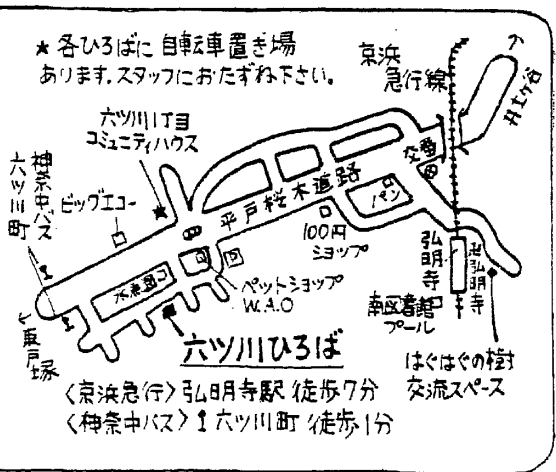 ★各ひろばに自転車置き場
あります。スタッフにおたずね下さい。
京浜
急行線
井土ヶ谷
六ツ川1丁目
コミュニティハウス
交番
神奈中バス
六ツ川町
ビッグエコー
平戸桜木道路
パン
100円
ショップ
弘明寺
卍弘明寺
ペットショップ
W.A.O
南図書館
プール
東戸塚
六ツ川ひろば
はぐはぐの樹
交流スペース
〈京浜急行〉弘明寺駅 徒歩7分
〈神奈中バス〉六ツ川町 徒歩1分